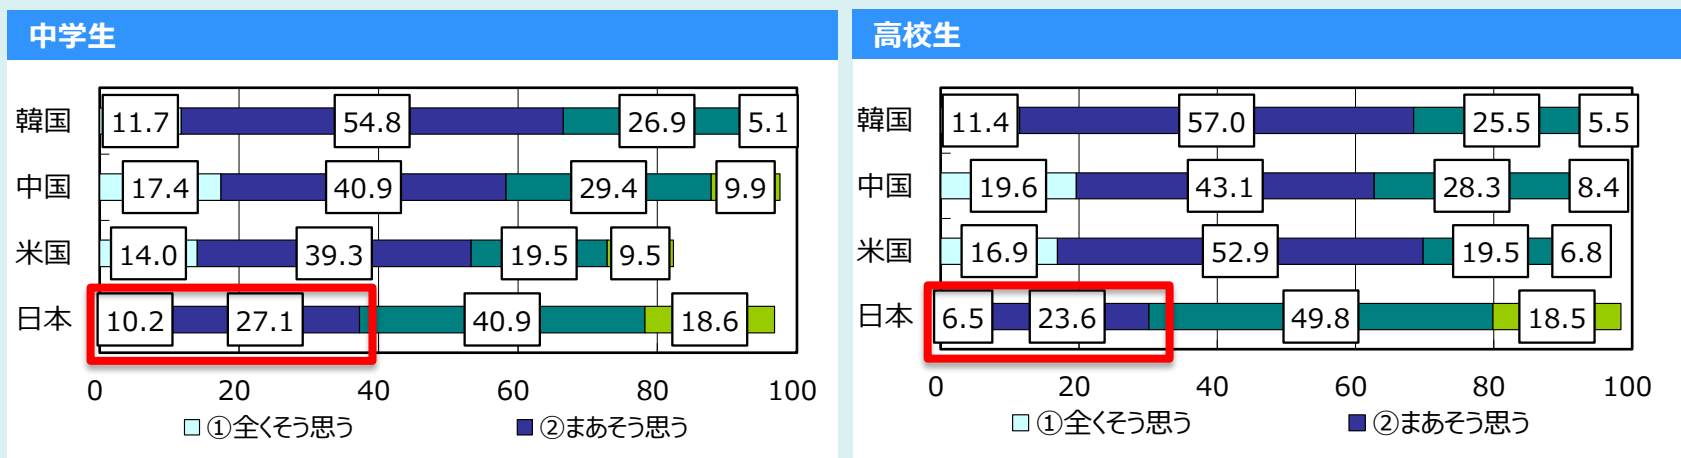 中学生
韓国 11.7 54.8 26.9 5.1
中国 17.4 40.9 29.4 9.9
米国 14.0 39.3 19.5 9.5
日本 10.2 27.1 40.9 18.6
0 20 40 60 80 100
①全くそう思う ②まあそう思う
高校生
韓国 11.4 57.0 25.5 5.5
中国 19.6 43.1 28.3 8.4
米国 16.9 52.9 19.5 6.8
日本 6.5 23.6 49.8 18.5
0 20 40 60 80 100
①全くそう思う ②まあそう思う